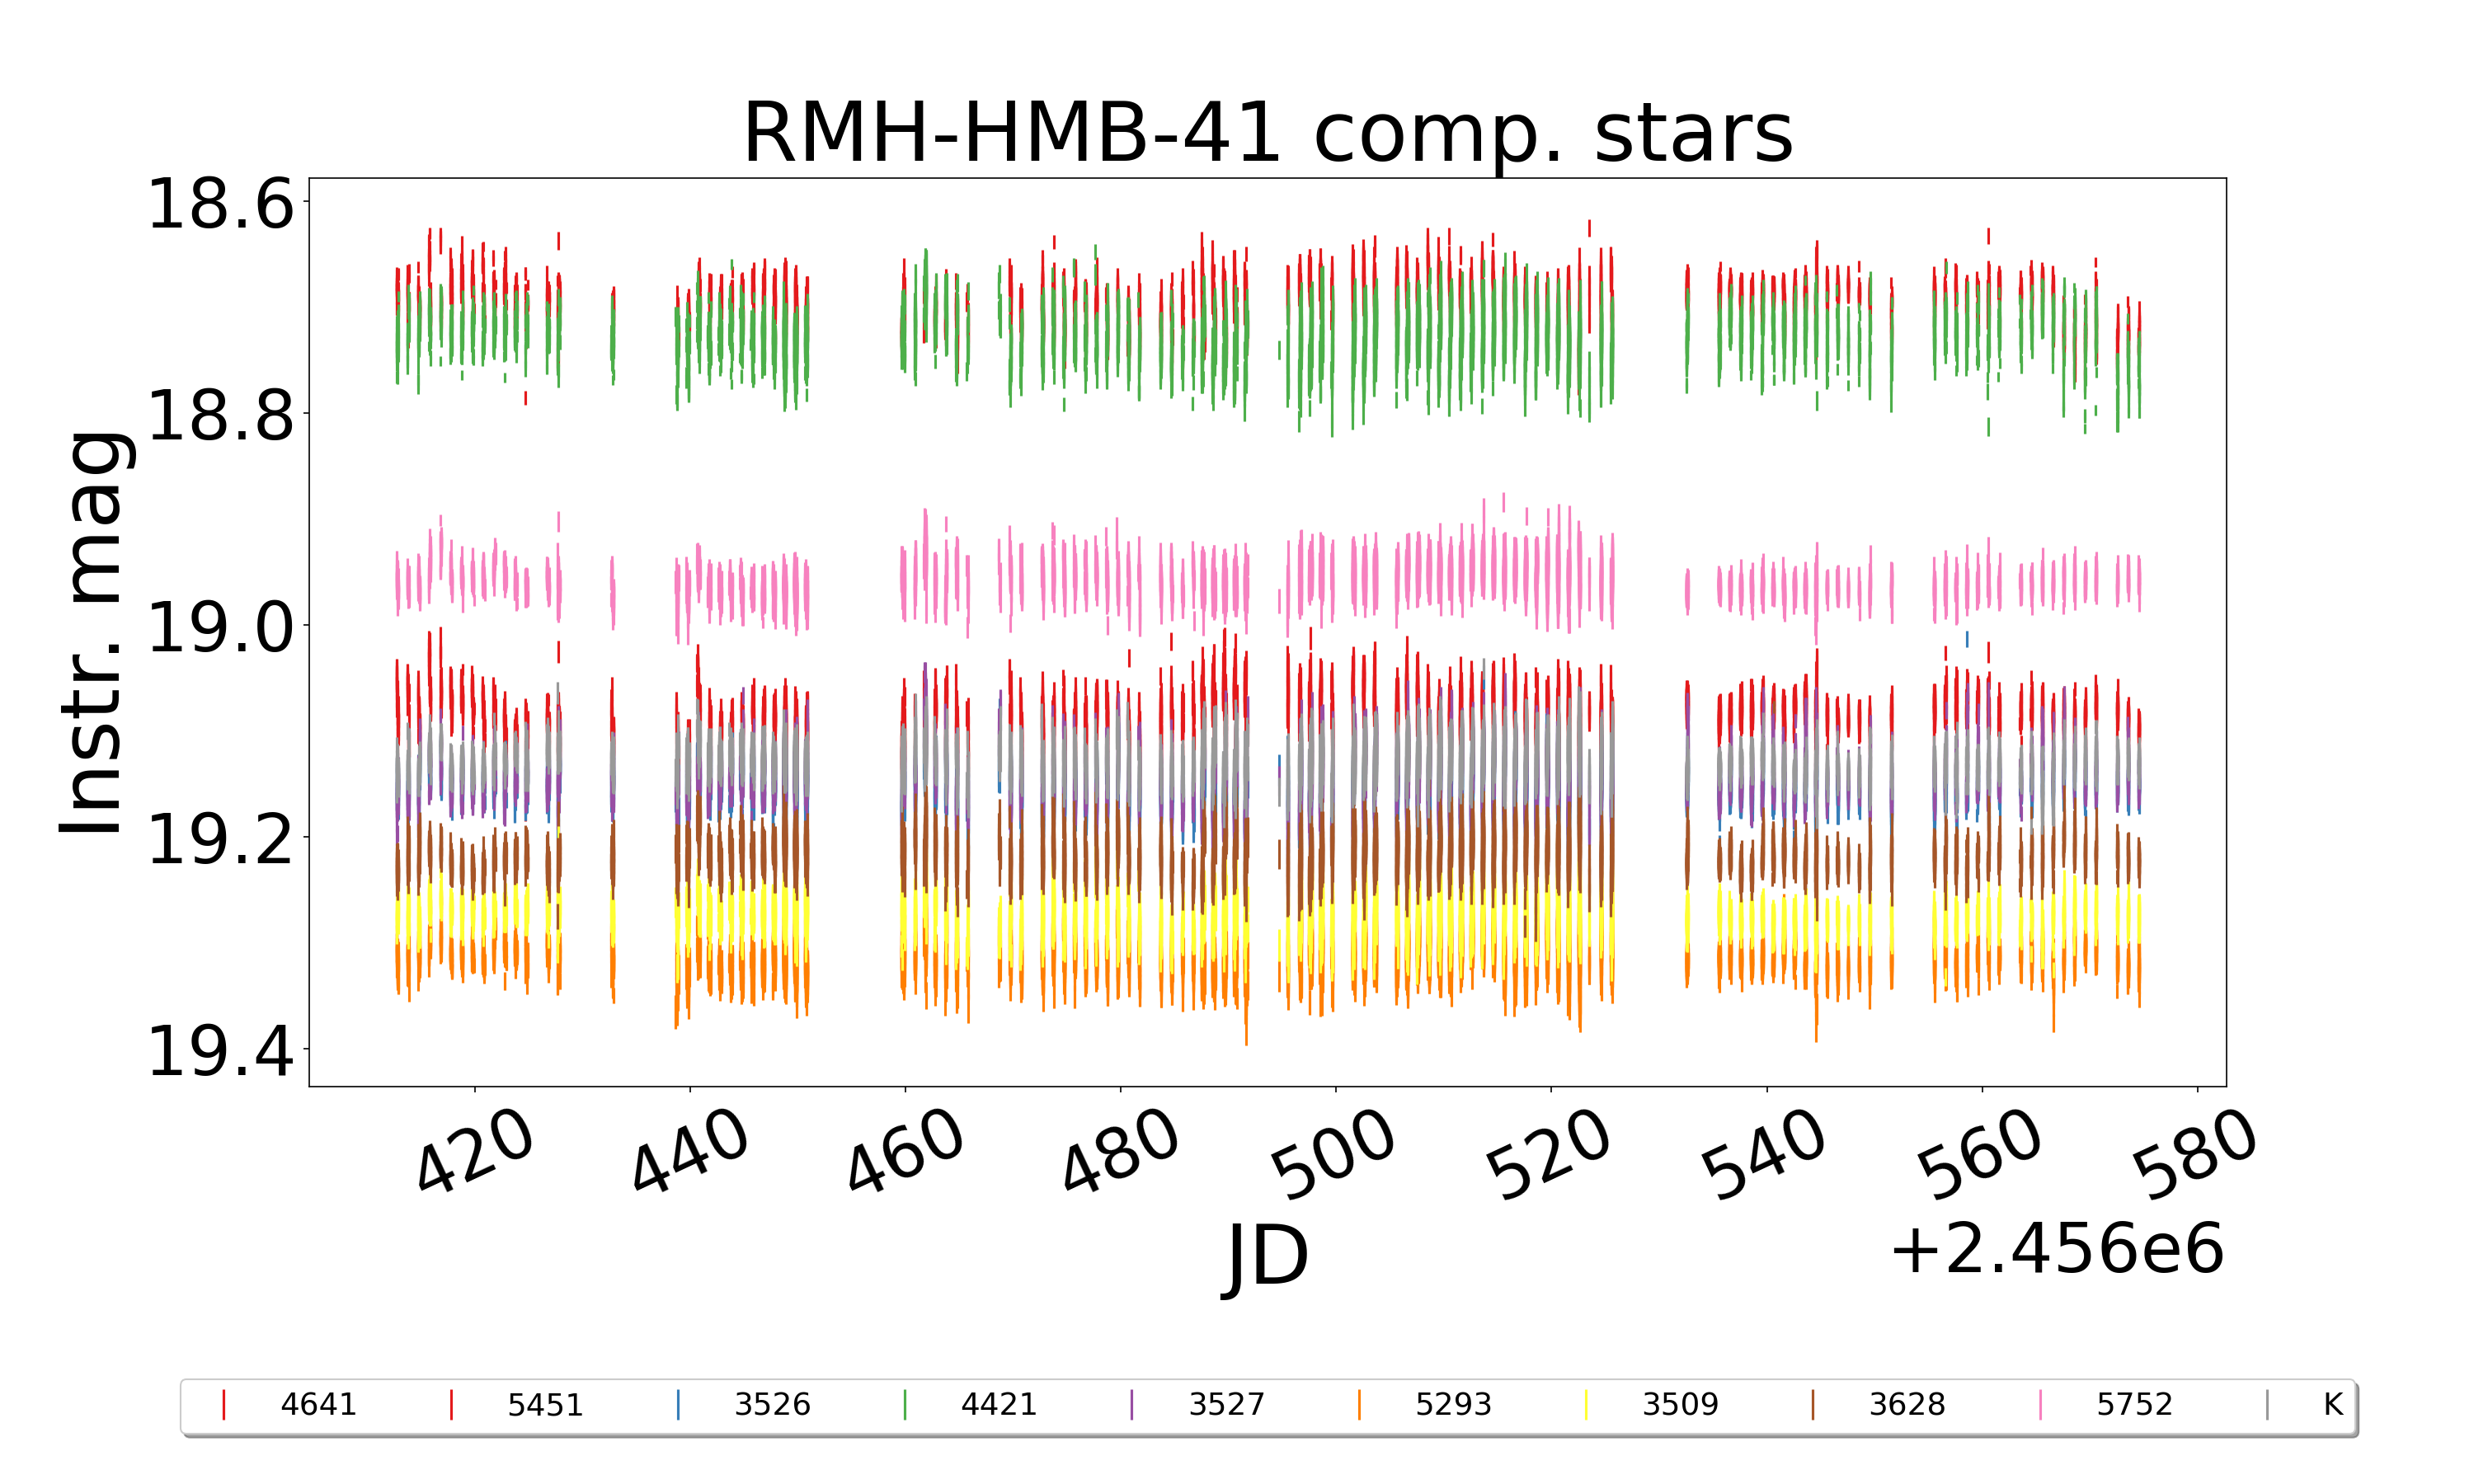 RMH-HMB-41 comp. stars
Instr. mag
18.6
18.8
19.0
19.2
19.4
420 440 460 480 500 520 540 560 580
JD
+2.456e6
4641 5451 3526 4421 3527 5293 3509 3628 5752 K